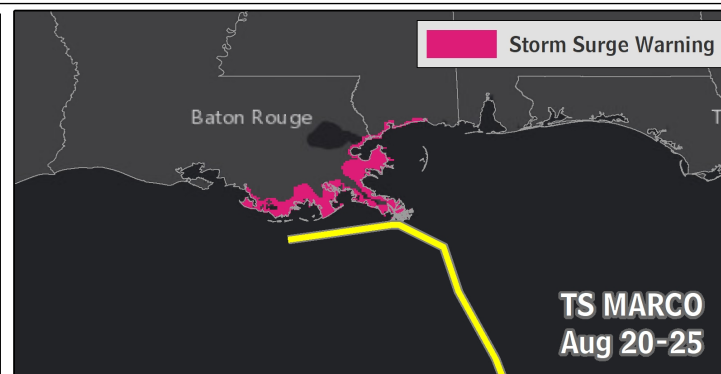 Storm Surge Warning
Baton Rouge
T
TS MARCO
Aug 20-25